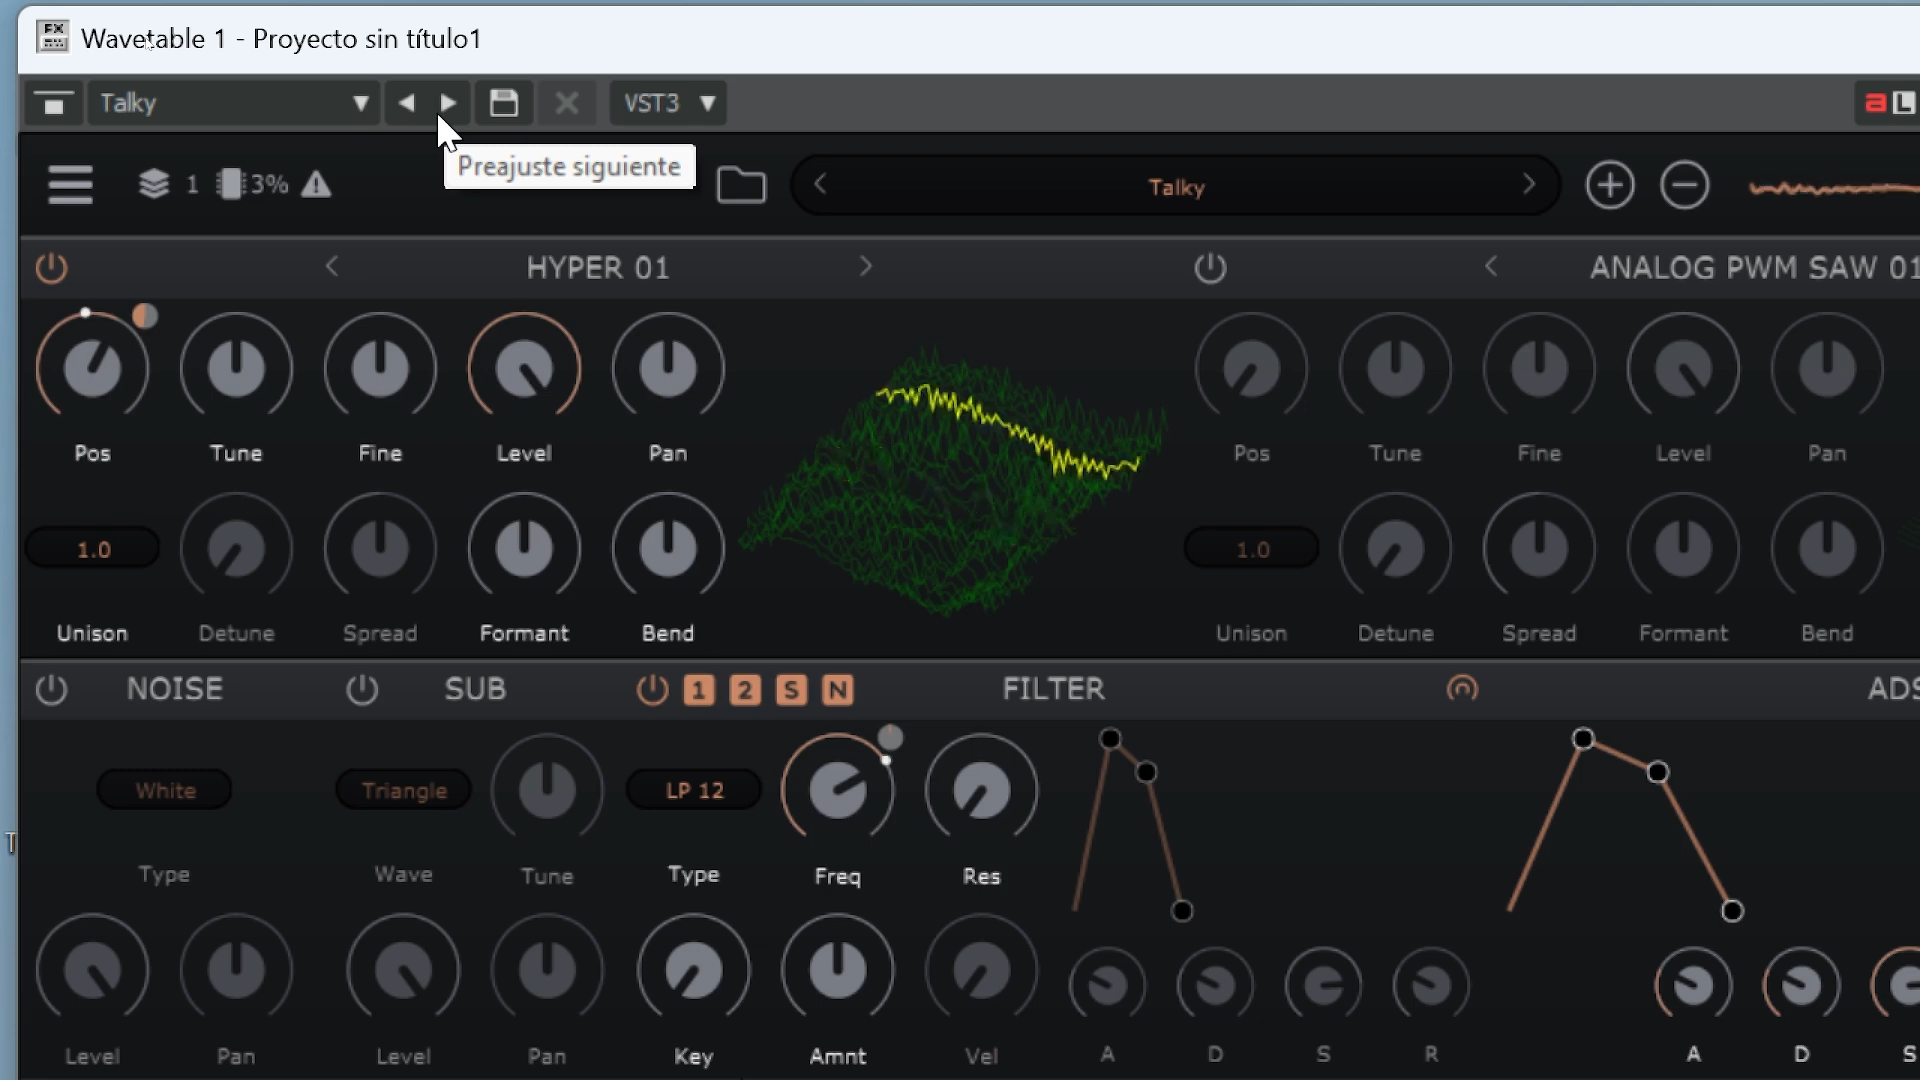 FX
Wavetable 1 - Proyecto sin título1
Talky
VST3
a L
Preajuste siguiente
1
3%
Talky
HYPER 01
ANALOG PWM SAW 01
Pos
Tune
Fine
Level
Pan
Pos
Tune
Fine
Level
Pan
1.0
1.0
Unison
Detune
Spread
Formant
Bend
Unison
Detune
Spread
Formant
Bend
NOISE
SUB
1 2 S N
FILTER
ADS
White
Triangle
LP 12
T
Type
Wave
Tune
Type
Freq
Res
Level
Pan
Level
Pan
Key
Amnt
Vel
A
D
S
R
A
D
S